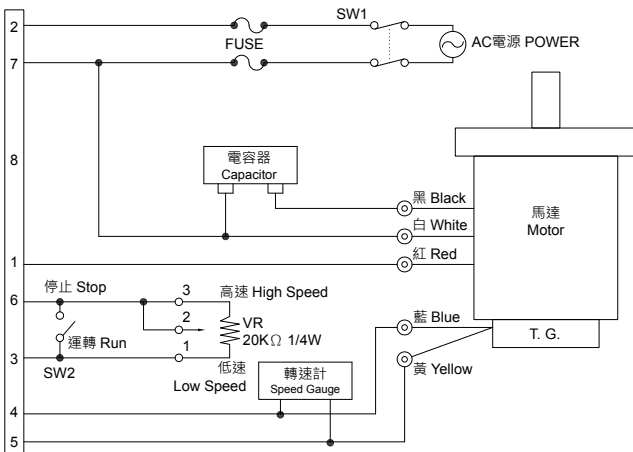 2
FUSE
SW1
AC電源 POWER
7
8
電容器
Capacitor
黑 Black
白 White
紅 Red
馬達
Motor
1
停止 Stop
6
3
高速 High Speed
2
運轉 Run
VR
20KΩ 1/4W
1
3
SW2
低速
Low Speed
轉速計
Speed Gauge
藍 Blue
T. G.
黃 Yellow
4
5